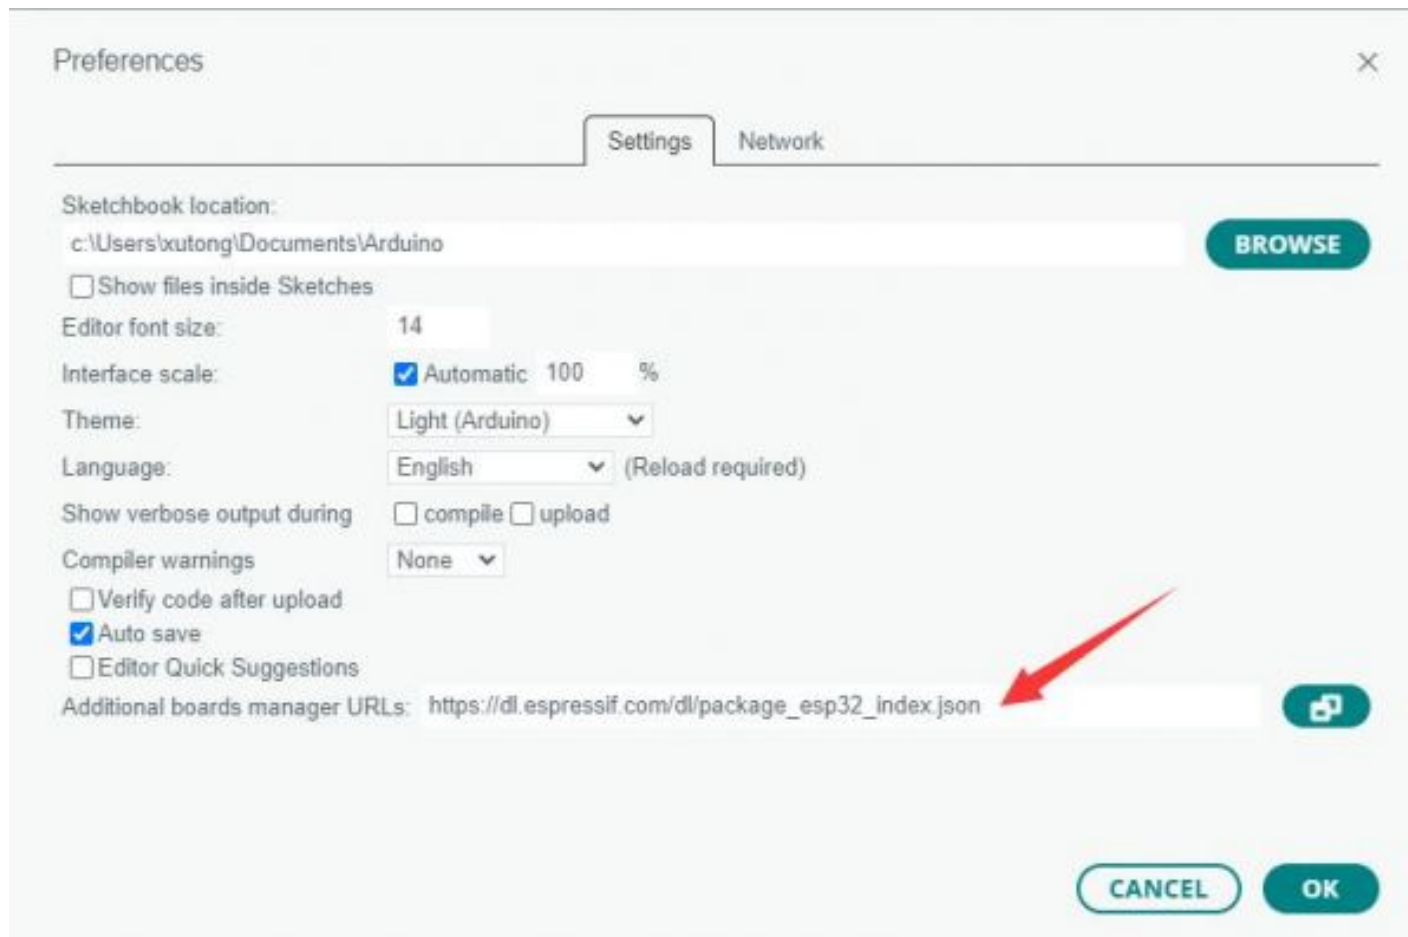 Preferences
Settings Network
Sketchbook location:
c:\Users\xutong\Documents\Arduino
BROWSE
Show files inside Sketches
Editor font size: 14
Interface scale: Automatic 100 %
Theme: Light (Arduino)
Language: English (Reload required)
Show verbose output during compile upload
Compiler warnings None
Verify code after upload
Auto save
Editor Quick Suggestions
Additional boards manager URLs: https://dl.espressif.com/dl/package_esp32_index.json
CANCEL OK